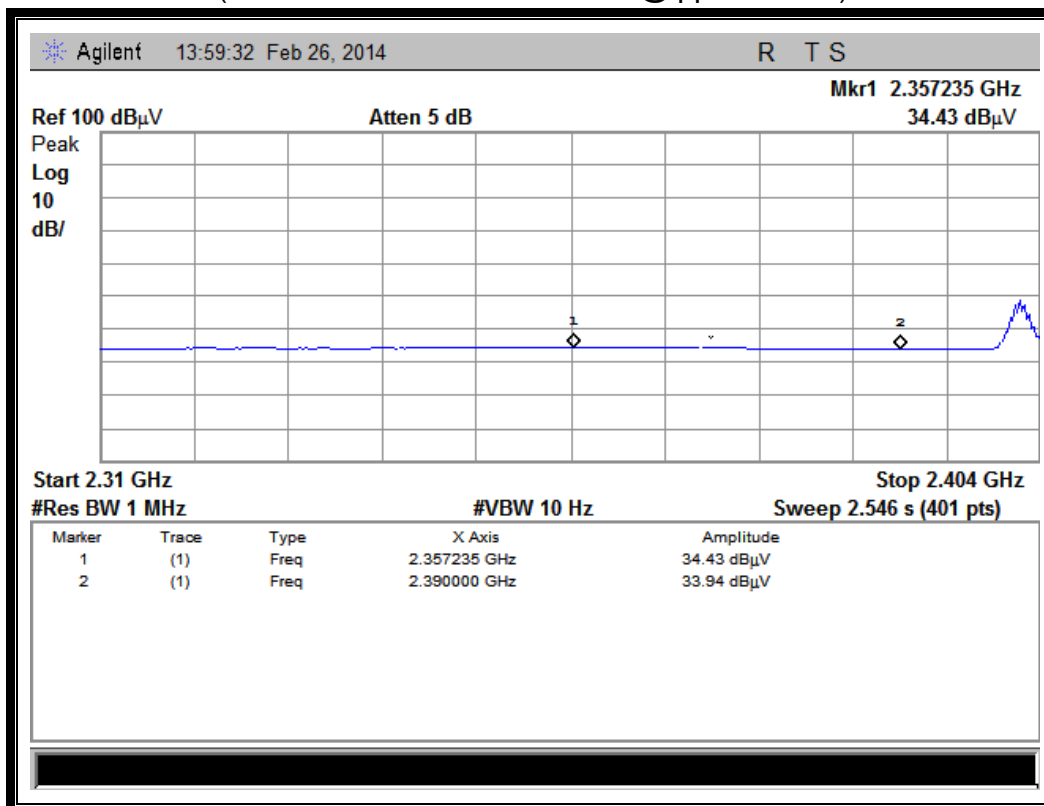 Agilent 13:59:32 Feb 26, 2014 R T S
Mkr1 2.357235 GHz
Ref 100 dBµV Atten 5 dB 34.43 dBµV
Peak
Log
10
dB/
1
2
Start 2.31 GHz Stop 2.404 GHz
#Res BW 1 MHz #VBW 10 Hz Sweep 2.546 s (401 pts)
Marker Trace Type X Axis Amplitude
1 (1) Freq 2.357235 GHz 34.43 dBµV
2 (1) Freq 2.390000 GHz 33.94 dBµV